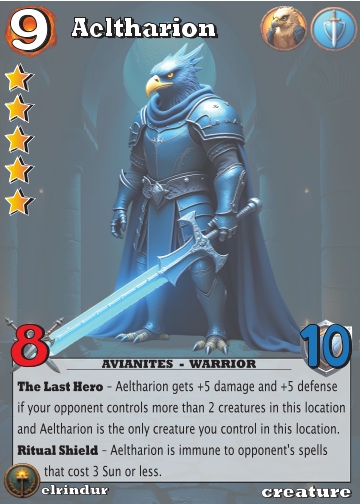 9 Aeltharion
8
10
AVIANITES - WARRIOR
The Last Hero - Aeltharion gets +5 damage and +5 defense
if your opponent controls more than 2 creatures in this location
and Aeltharion is the only creature you control in this location.
Ritual Shield - Aeltharion is immune to opponent's spells
that cost 3 Sun or less.
elrindur
creature